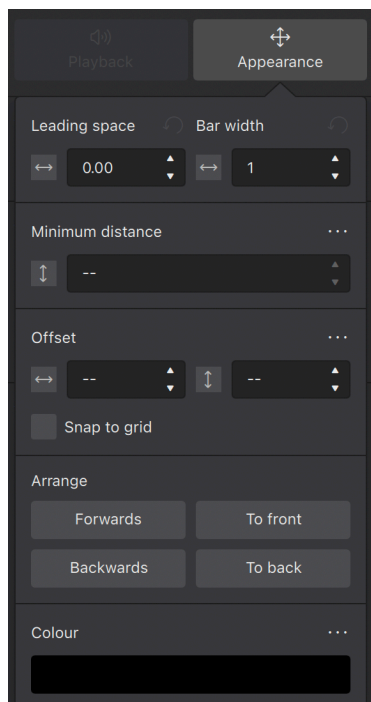 Playback Appearance
Leading space Bar width
0.00 1
Minimum distance
--
Offset
-- --
Snap to grid
Arrange
Forwards To front
Backwards To back
Colour